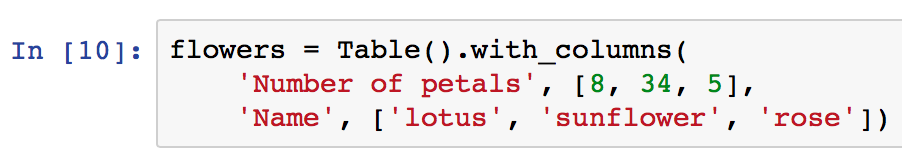 In [10]: flowers = Table().with_columns(
'Number of petals', [8, 34, 5],
'Name', ['lotus', 'sunflower', 'rose'])